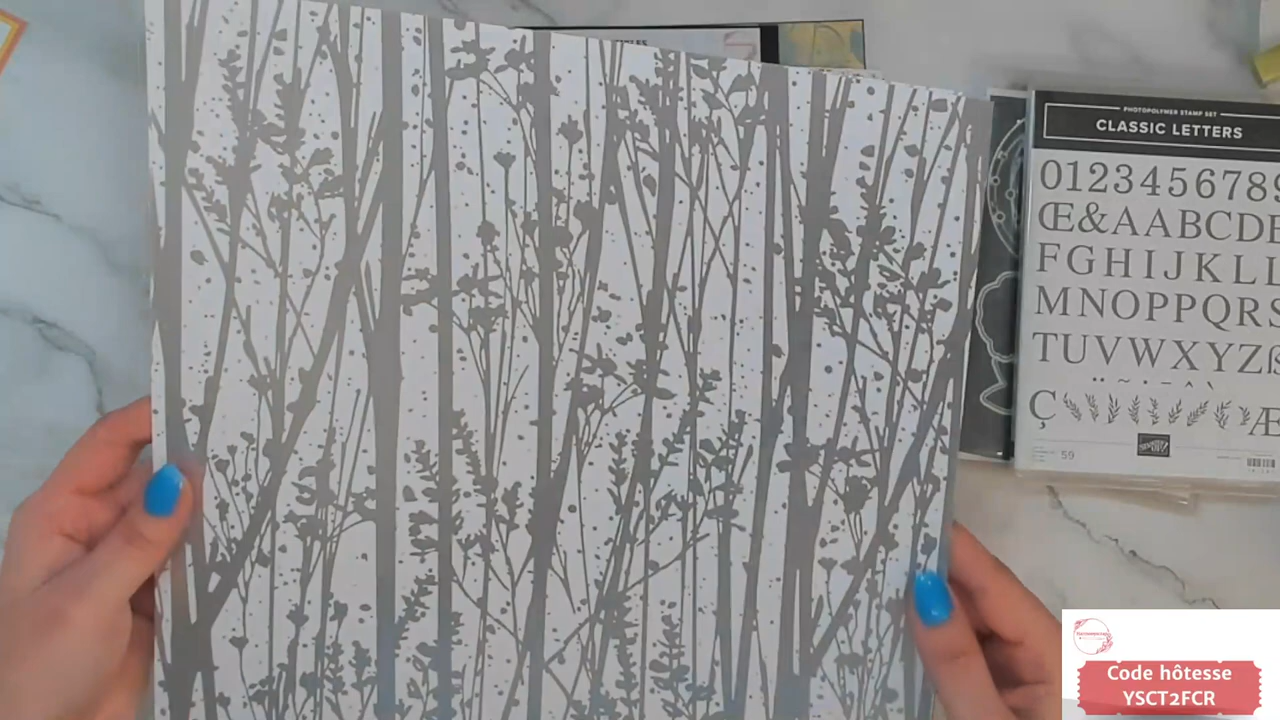 PHOTOPOLYMER STAMP SET
CLASSIC LETTERS
0123456789
Œ&AABCDE
FGHIJKLL
MNOPPQRS
TUVWXYZß
¨ ~ · – ^ `
Ç Æ
59
Code hôtesse
YSCT2FCR